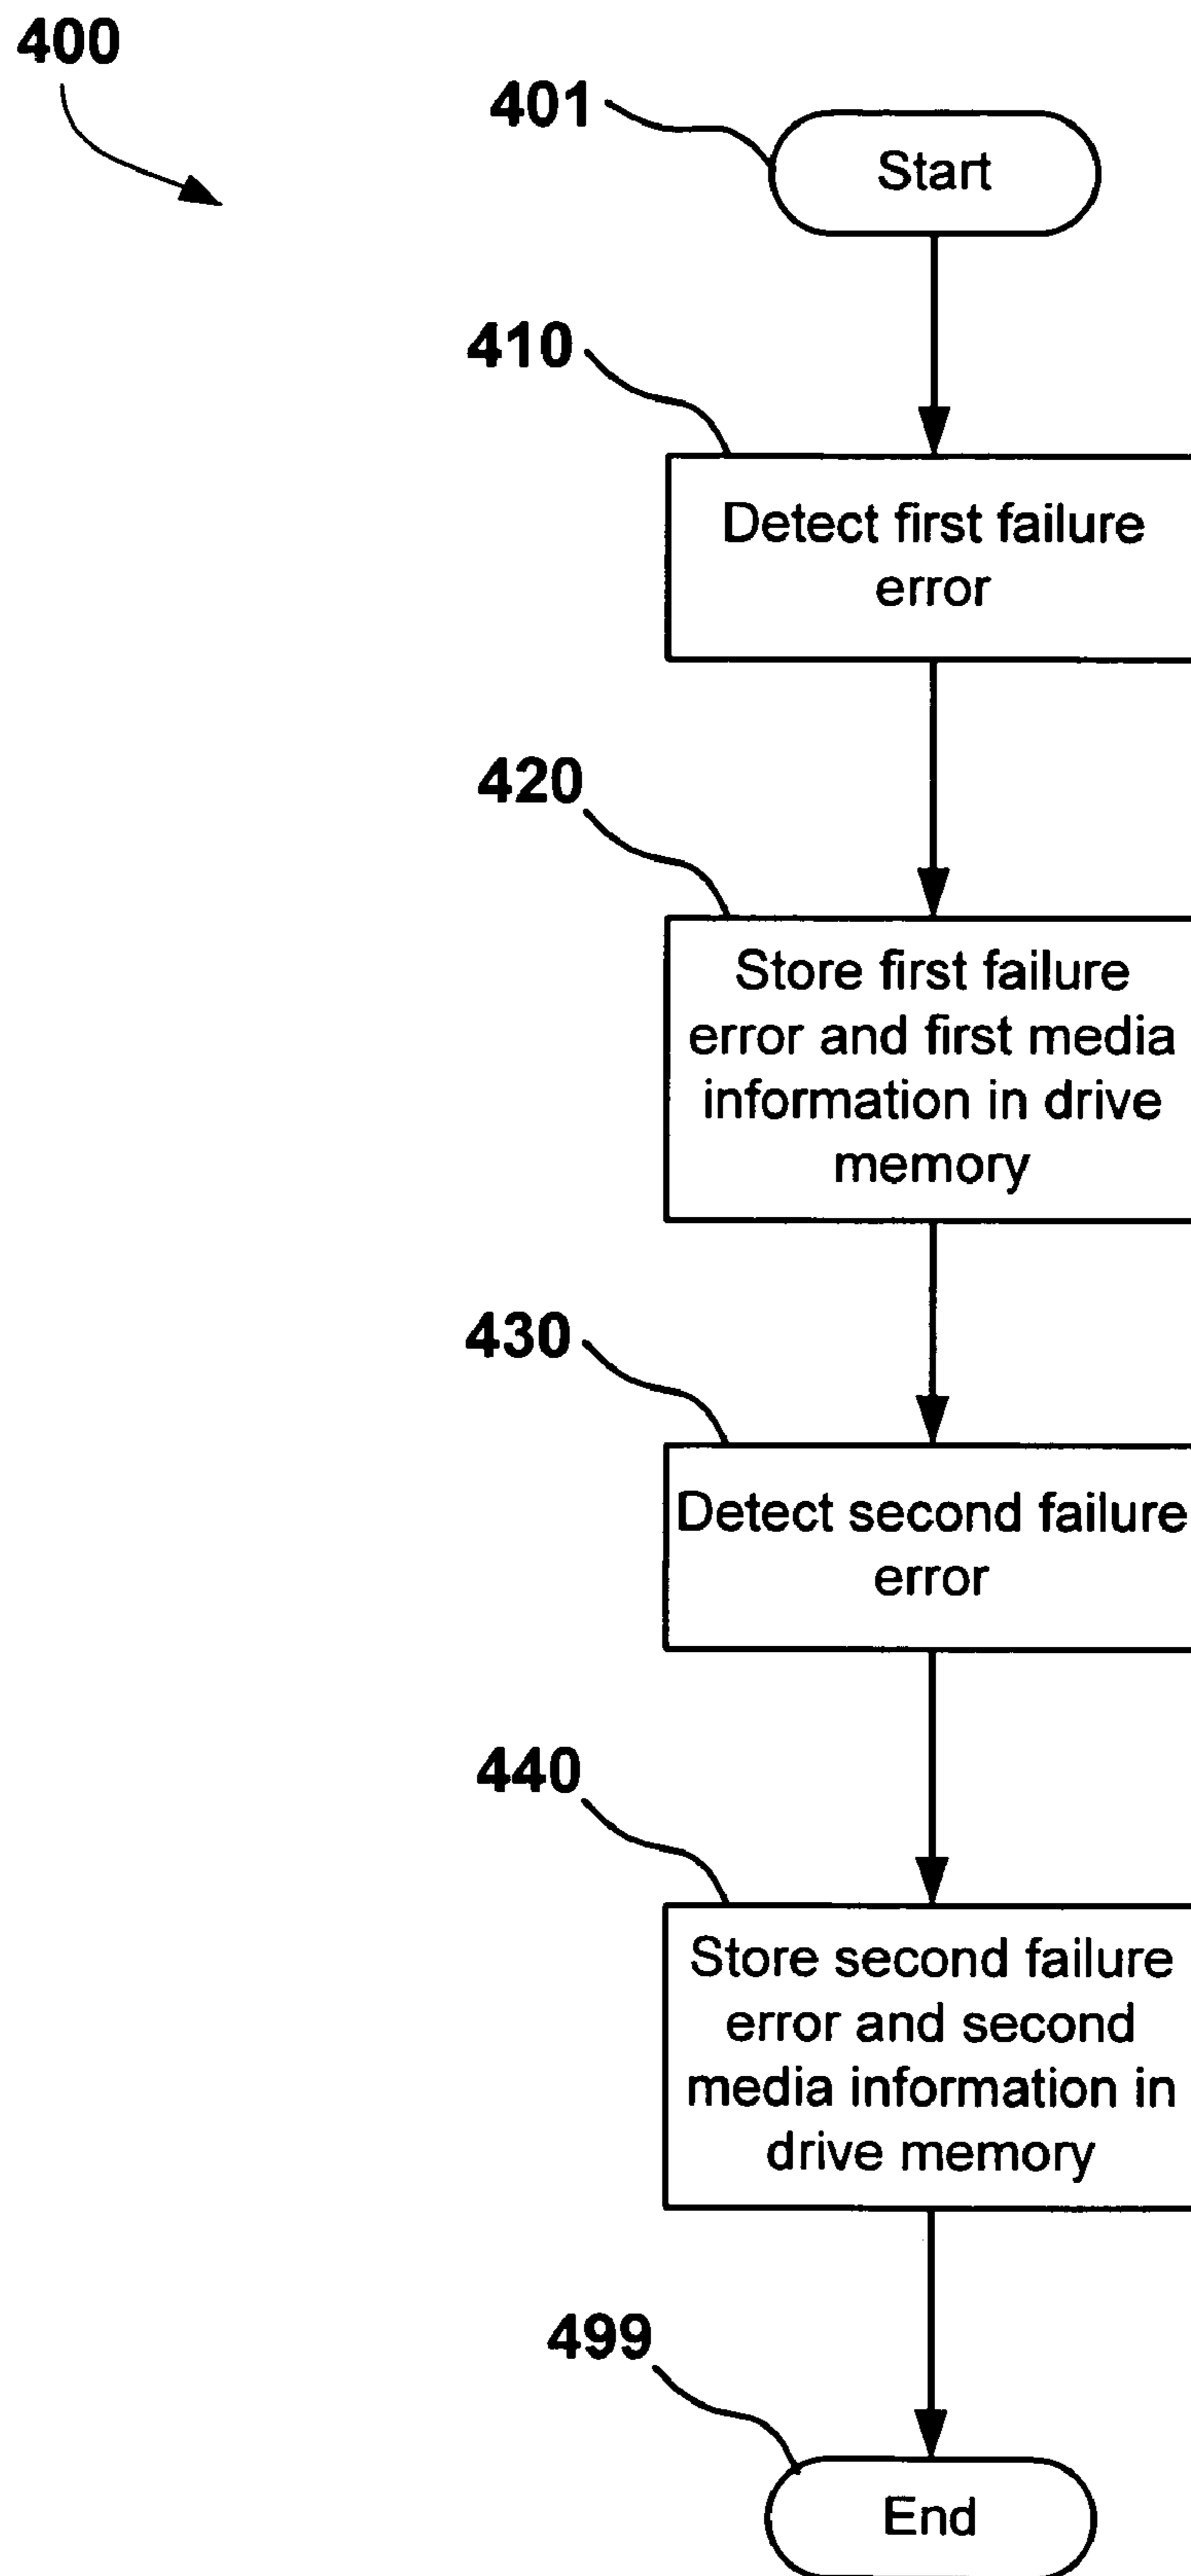 400
401
Start
410
Detect first failure
error
420
Store first failure
error and first media
information in drive
memory
430
Detect second failure
error
440
Store second failure
error and second
media information in
drive memory
499
End